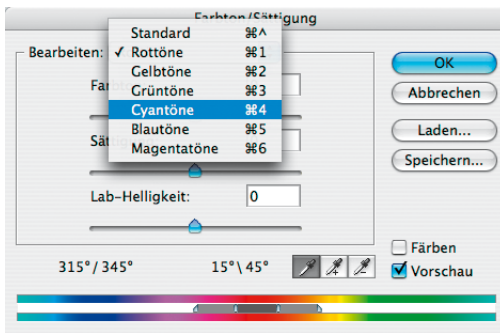 Farbton/Sättigung
Standard ⌘^
Bearbeiten: ✓ Rottöne ⌘1
Gelbtöne ⌘2
Grüntöne ⌘3
Cyantöne ⌘4
Blautöne ⌘5
Magentatöne ⌘6
Lab-Helligkeit: 0
315°/345° 15°\45°
OK
Abbrechen
Laden...
Speichern...
Färben
Vorschau